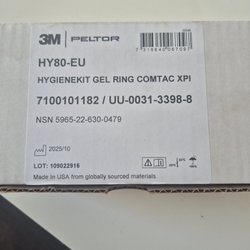 3M PELTOR
HY80-EU
HYGIENEKIT GEL RING COMTAC XPI
7100101182 / UU-0031-3398-8
NSN 5965-22-630-0479
2025/10
LOT: 109022916
Made in USA from globally sourced materials